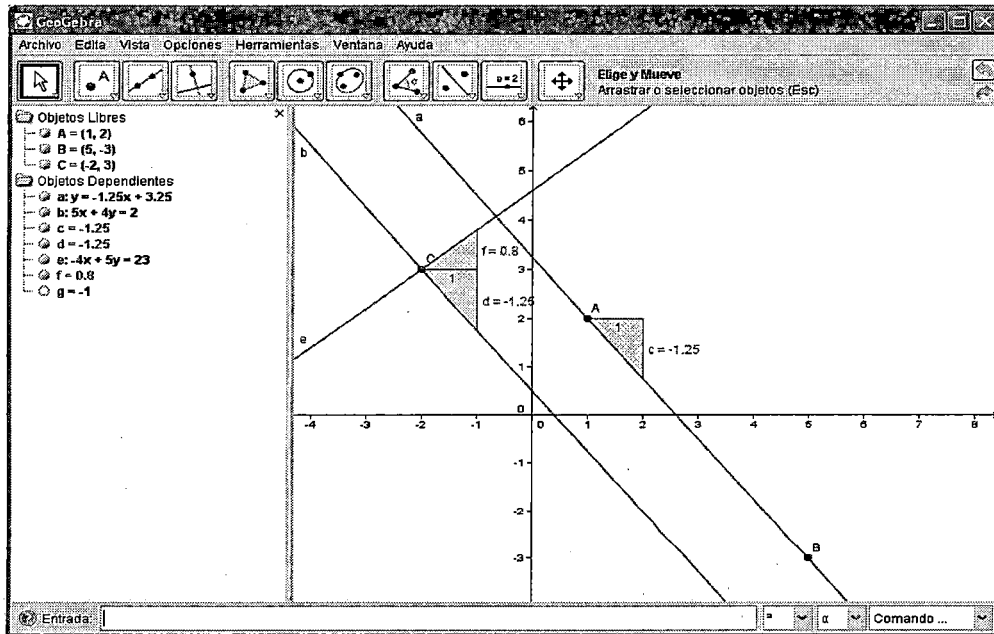 GeoGebra
Archivo Edita Vista Opciones Herramientas Ventana Ayuda
A
α
a=2
Elige y Mueve
Arrastrar o seleccionar objetos (Esc)
Objetos Libres
A = (1, 2)
B = (5, -3)
C = (-2, 3)
Objetos Dependientes
a: y = -1.25x + 3.25
b: 5x + 4y = 2
c = -1.25
d = -1.25
e: -4x + 5y = 23
f = 0.8
g = -1
a
b
e
C
f = 0.8
1
d = -1.25
A
1
c = -1.25
B
6
5
4
3
2
1
0
-1
-2
-3
-4 -3 -2 -1 0 1 2 3 4 5 6 7 8
Entrada:
α
Comando ...